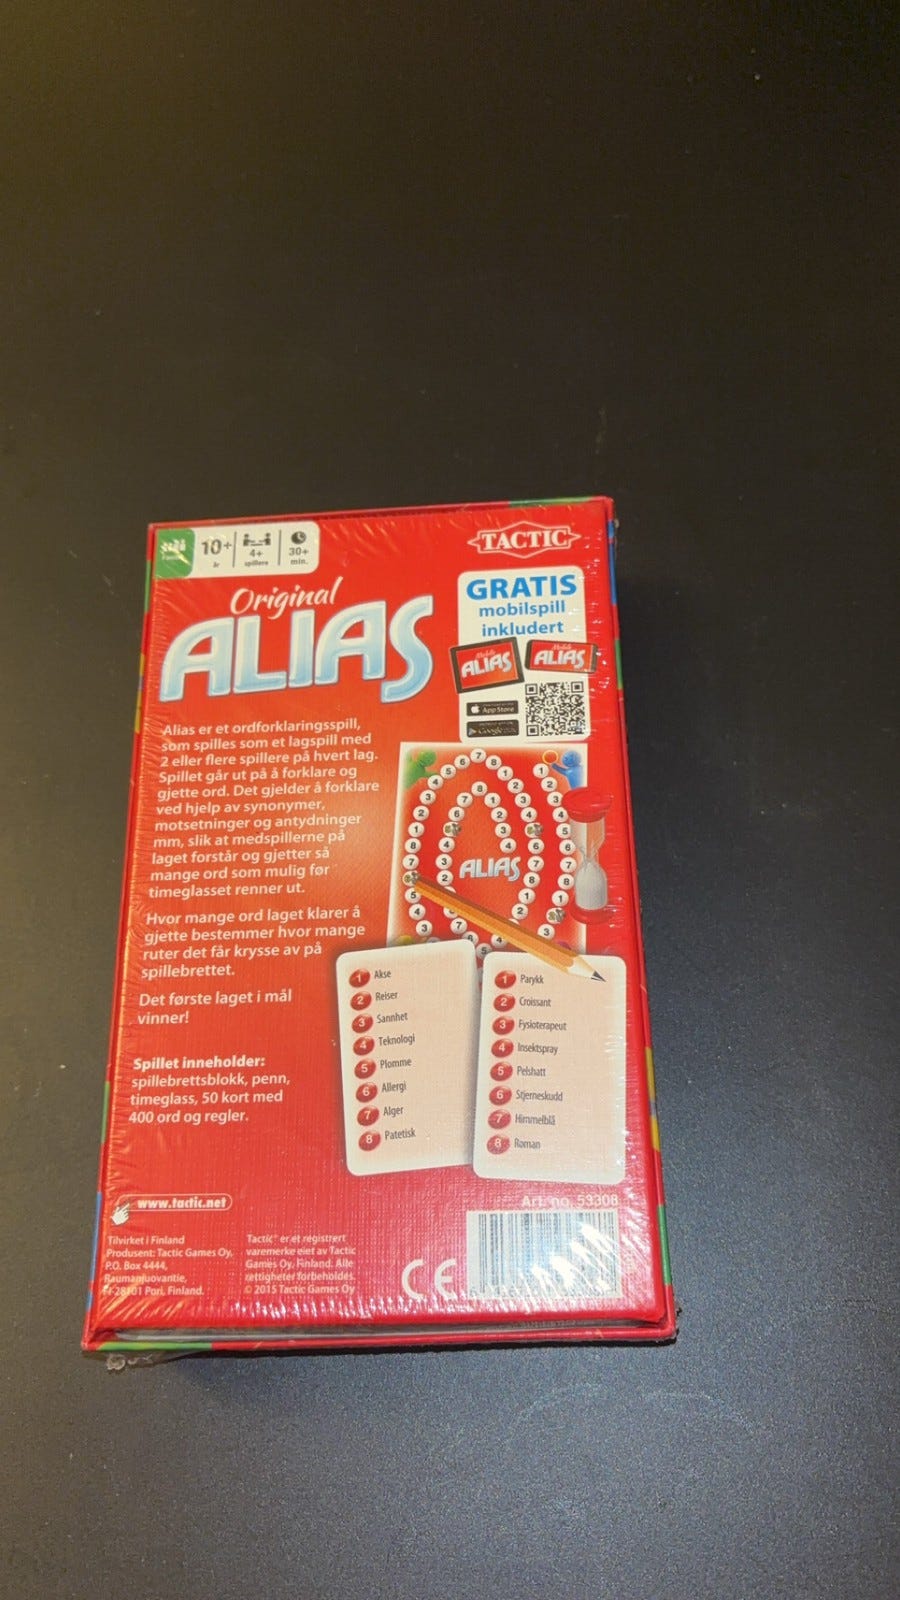 10+
år
4+
spillere
30+
min.
TACTIC
Original
ALIAS
GRATIS
mobilspill
inkludert
Mobile
ALIAS
Mobile
ALIAS
App Store
Google
Alias er et ordforklaringsspill,
som spilles som et lagspill med
2 eller flere spillere på hvert lag.
Spillet går ut på å forklare og
gjette ord. Det gjelder å forklare
ved hjelp av synonymer,
motsetninger og antydninger
mm, slik at medspillerne på
laget forstår og gjetter så
mange ord som mulig før
timeglasset renner ut.
Hvor mange ord laget klarer å
gjette bestemmer hvor mange
ruter det får krysse av på
spillebrettet.
Det første laget i mål
vinner!
Spillet inneholder:
spillebrettsblokk, penn,
timeglass, 50 kort med
400 ord og regler.
ALIAS
1 Akse
2 Reiser
3 Sannhet
4 Teknologi
5 Plomme
6 Allergi
7 Alger
8 Patetisk
1 Parykk
2 Croissant
3 Fysioterapeut
4 Insektspray
5 Pelshatt
6 Stjerneskudd
7 Himmelblå
8 Roman
www.tactic.net
Art. no. 53308
Tilvirket i Finland
Produsent: Tactic Games Oy,
P.O. Box 4444,
Raumanjuovantie,
FI-28101 Pori, Finland.
Tactic® er et registrert
varemerke eiet av Tactic
Games Oy, Finland. Alle
rettigheter forbeholdes.
© 2015 Tactic Games Oy
CE